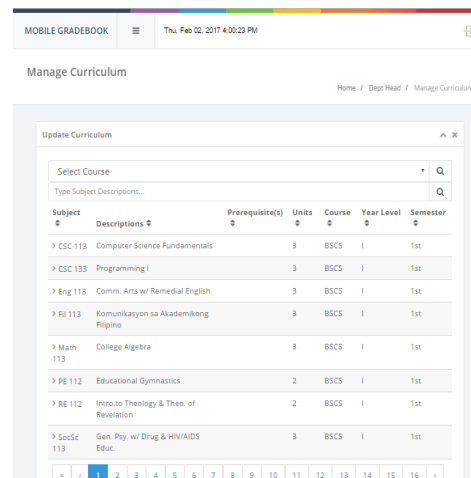 MOBILE GRADEBOOK
Thu, Feb 02, 2017 4:00:23 PM
Manage Curriculum
Home / Dept Head / Manage Curriculum
Update Curriculum
Select Course
Type Subject Descriptions...
Subject Descriptions Prerequisite(s) Units Course Year Level Semester
> CSC 113 Computer Science Fundamentals 3 BSCS I 1st
> CSC 133 Programming I 3 BSCS I 1st
> Eng 113 Comm. Arts w/ Remedial English 3 BSCS I 1st
> Fil 113 Komunikasyon sa Akademikong Filipino 3 BSCS I 1st
> Math 113 College Algebra 3 BSCS I 1st
> PE 112 Educational Gymnastics 2 BSCS I 1st
> RE 112 Intro.to Theology & Theo. of Revelation 2 BSCS I 1st
> SocSc 113 Gen. Psy. w/ Drug & HIV/AIDS Educ. 3 BSCS I 1st
« ‹ 1 2 3 4 5 6 7 8 9 10 11 12 13 14 15 16 ›